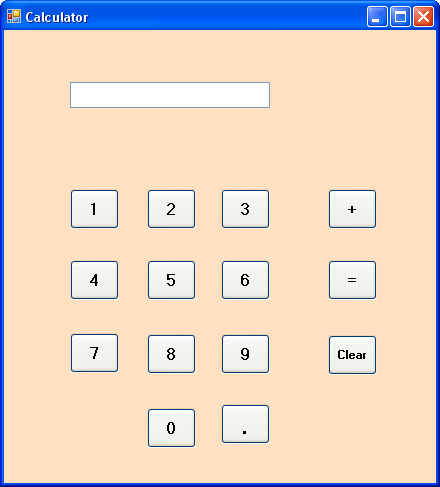 Calculator
1 2 3 +
4 5 6 =
7 8 9 Clear
0 .